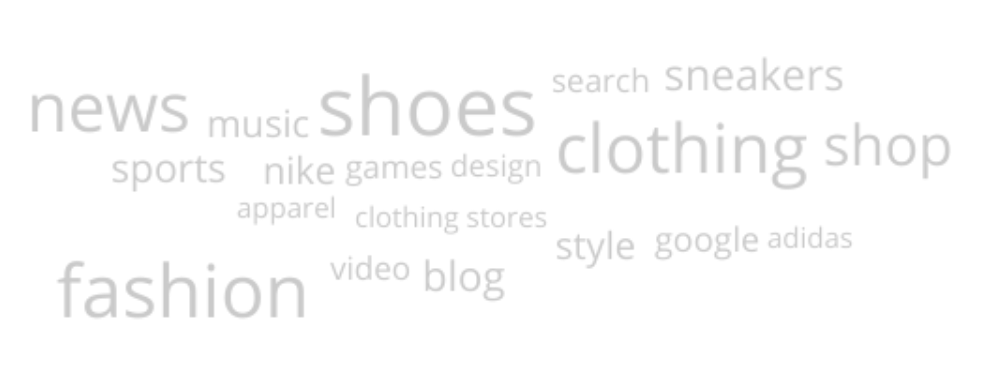 search sneakers
news music shoes
clothing shop
sports nike games design
apparel clothing stores
style google adidas
fashion video blog